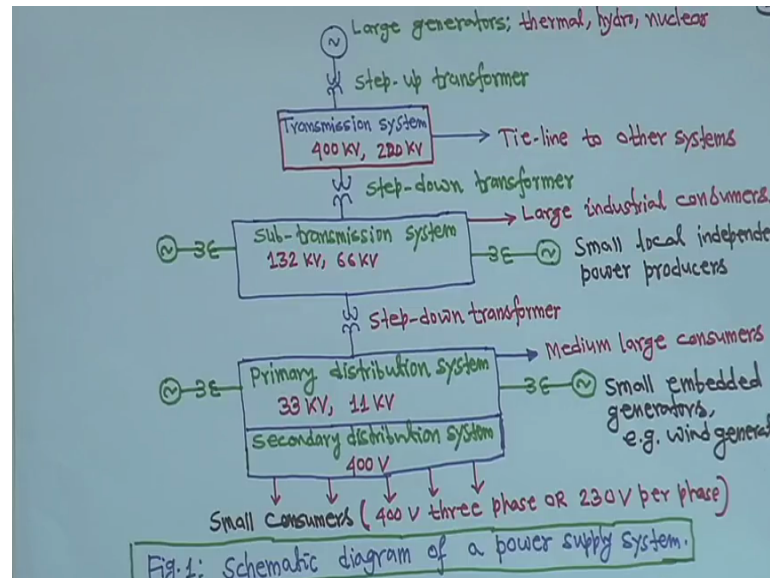 Large generators; thermal, hydro, nuclear
step-up transformer
Transmission system
400 KV, 220 KV
Tie-line to other systems
step-down transformer
Large industrial consumers
Sub-transmission system
132 KV, 66 KV
Small local independe
power producers
step-down transformer
Medium large consumers
Primary distribution system
33 KV, 11 KV
Small embedded
generators,
e.g. wind general
Secondary distribution system
400 V
Small consumers (400 V three phase OR 230 V per phase)
Fig.1: Schematic diagram of a power supply system.